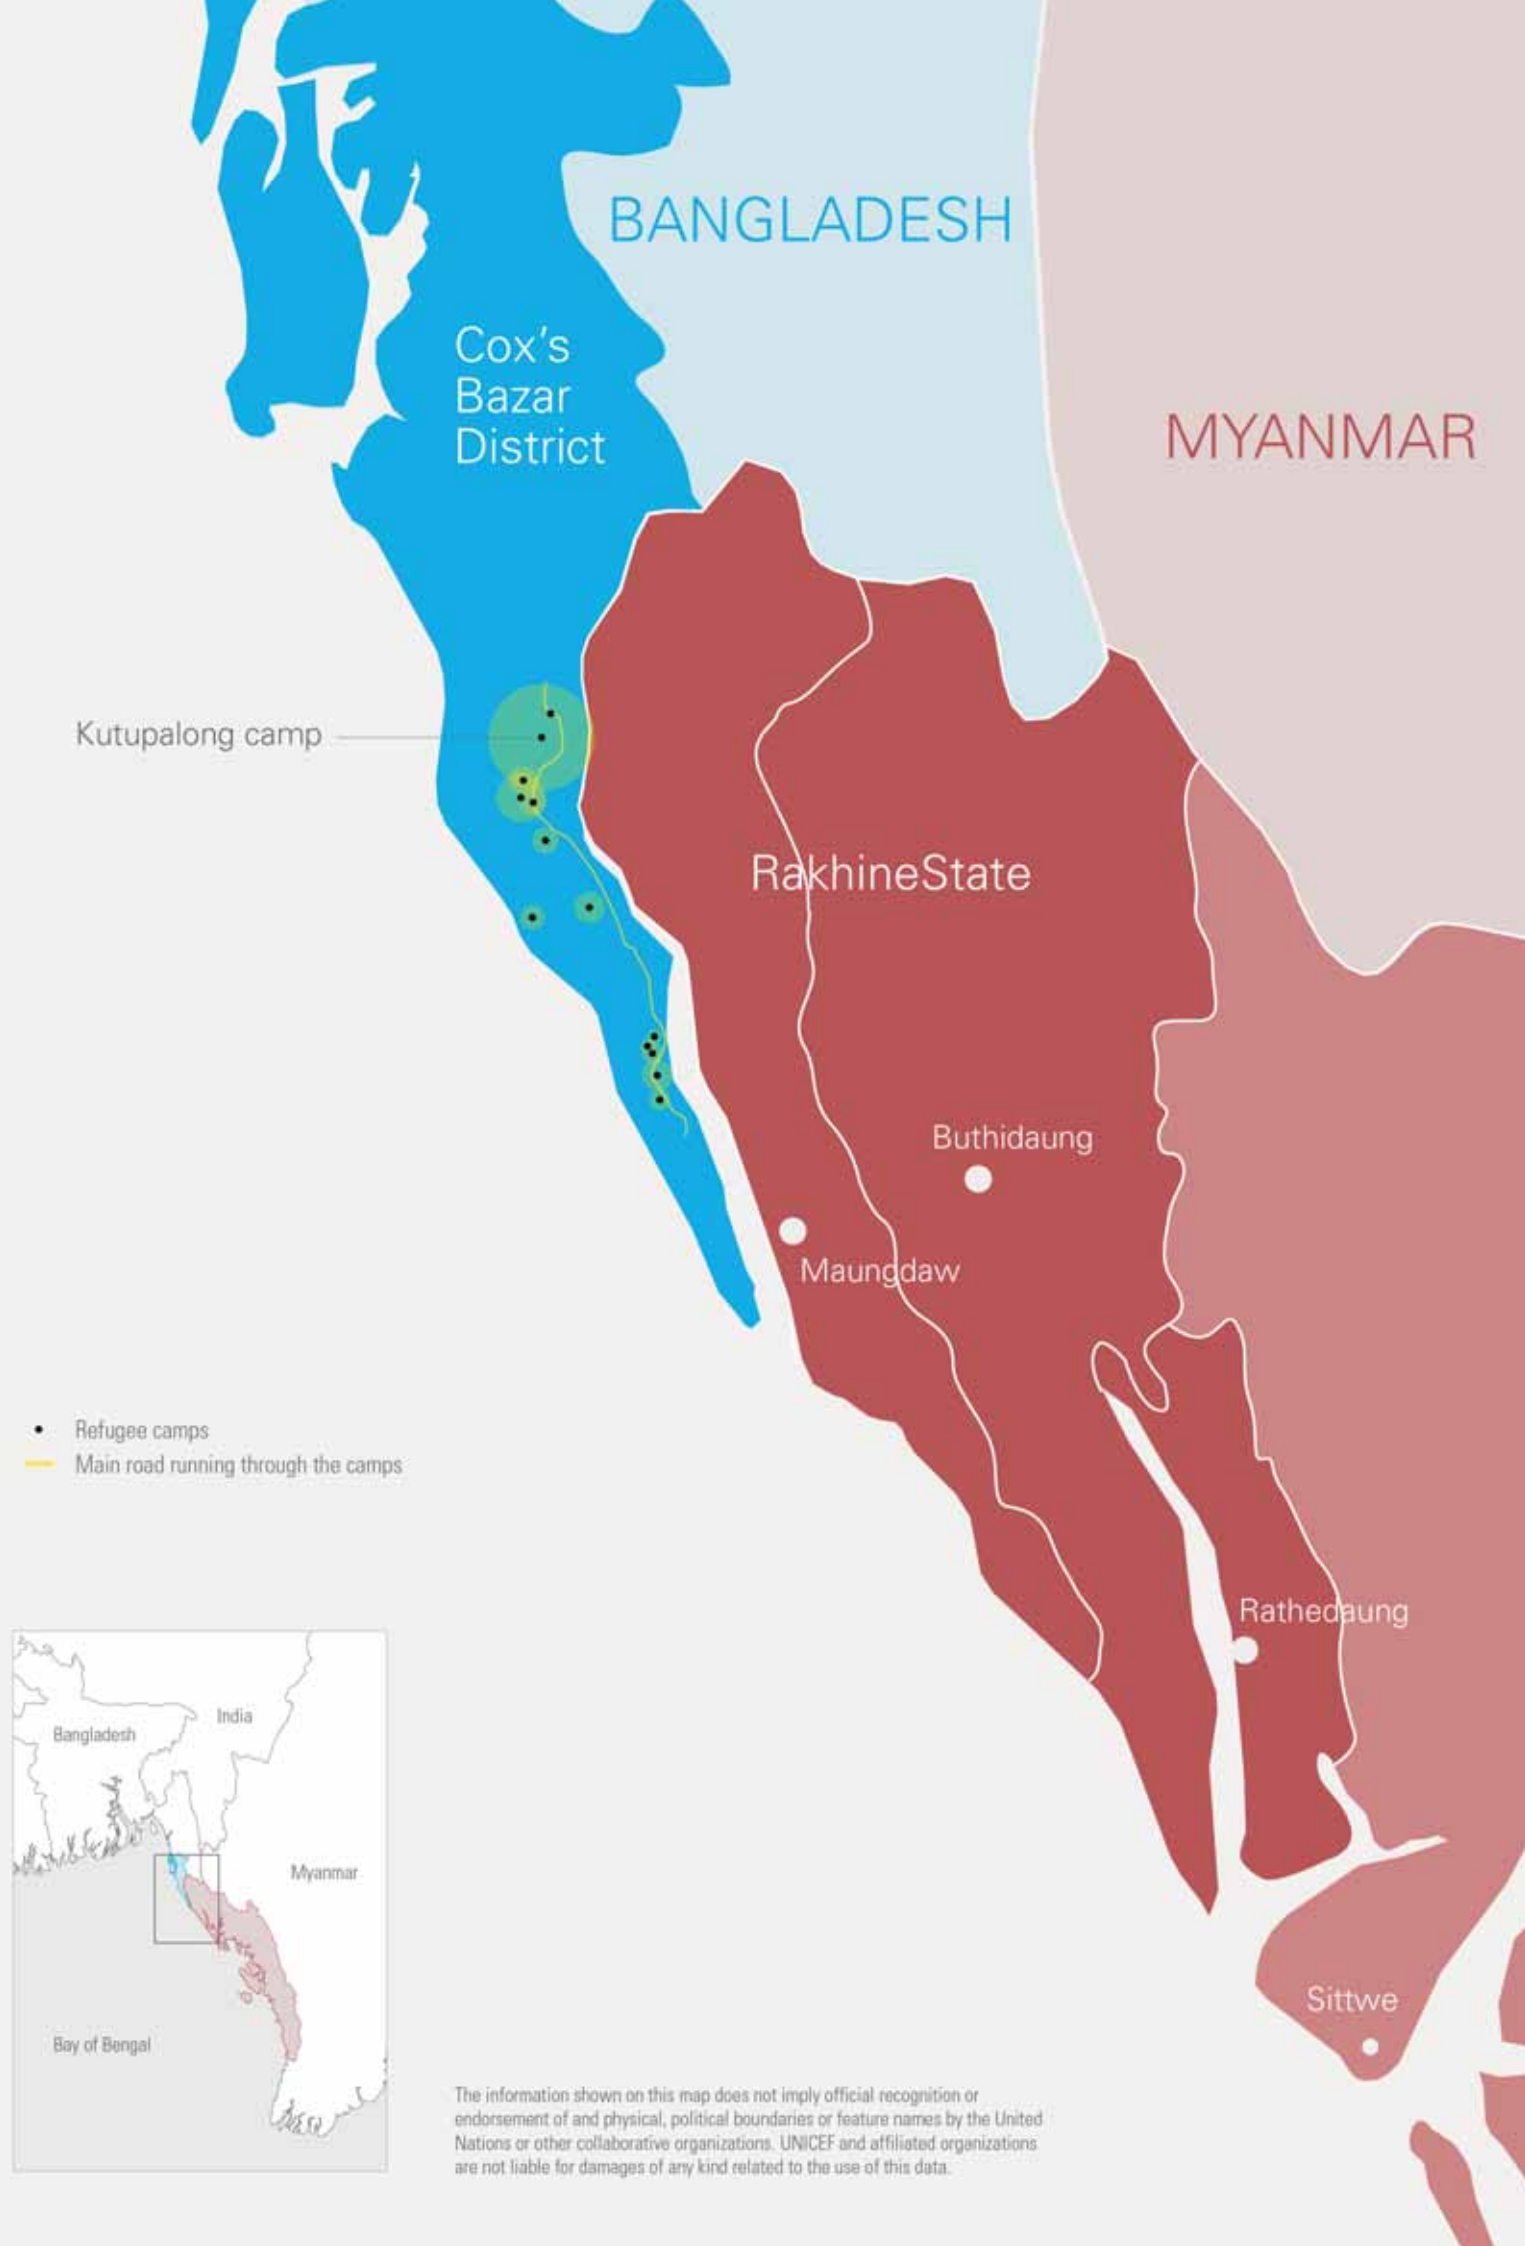 BANGLADESH
Cox's
Bazar
District
MYANMAR
Kutupalong camp
RakhineState
Buthidaung
Maungdaw
Refugee camps
Main road running through the camps
Rathedaung
India
Bangladesh
Myanmar
Bay of Bengal
Sittwe
The information shown on this map does not imply official recognition or
endorsement of and physical, political boundaries or feature names by the United
Nations or other collaborative organizations. UNICEF and affiliated organizations
are not liable for damages of any kind related to the use of this data.